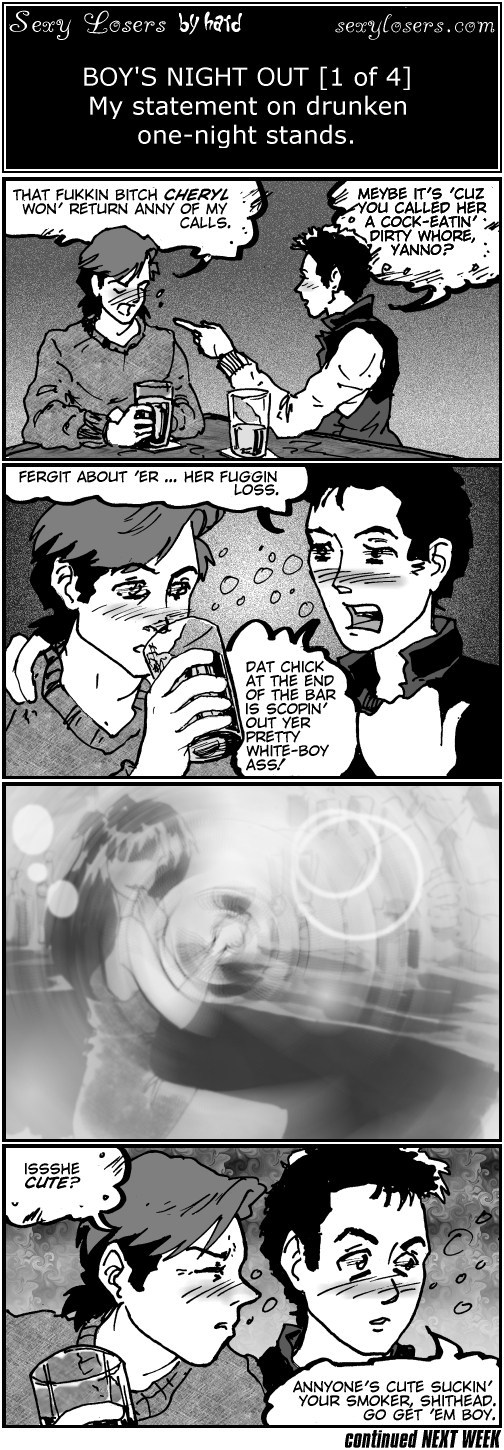 Sexy Losers by hard sexylosers.com
BOY'S NIGHT OUT [1 of 4]
My statement on drunken
one-night stands.
THAT FUKKIN BITCH CHERYL
WON' RETURN ANNY OF MY
CALLS.
MEYBE IT'S 'CUZ
YOU CALLED HER
A COCK-EATIN'
DIRTY WHORE,
YANNO?
FERGIT ABOUT 'ER ... HER FUGGIN
LOSS.
DAT CHICK
AT THE END
OF THE BAR
IS SCOPIN'
OUT YER
PRETTY
WHITE-BOY
ASS!
ISSSHE
CUTE?
ANNYONE'S CUTE SUCKIN'
YOUR SMOKER, SHITHEAD.
GO GET 'EM BOY.
continued NEXT WEEK